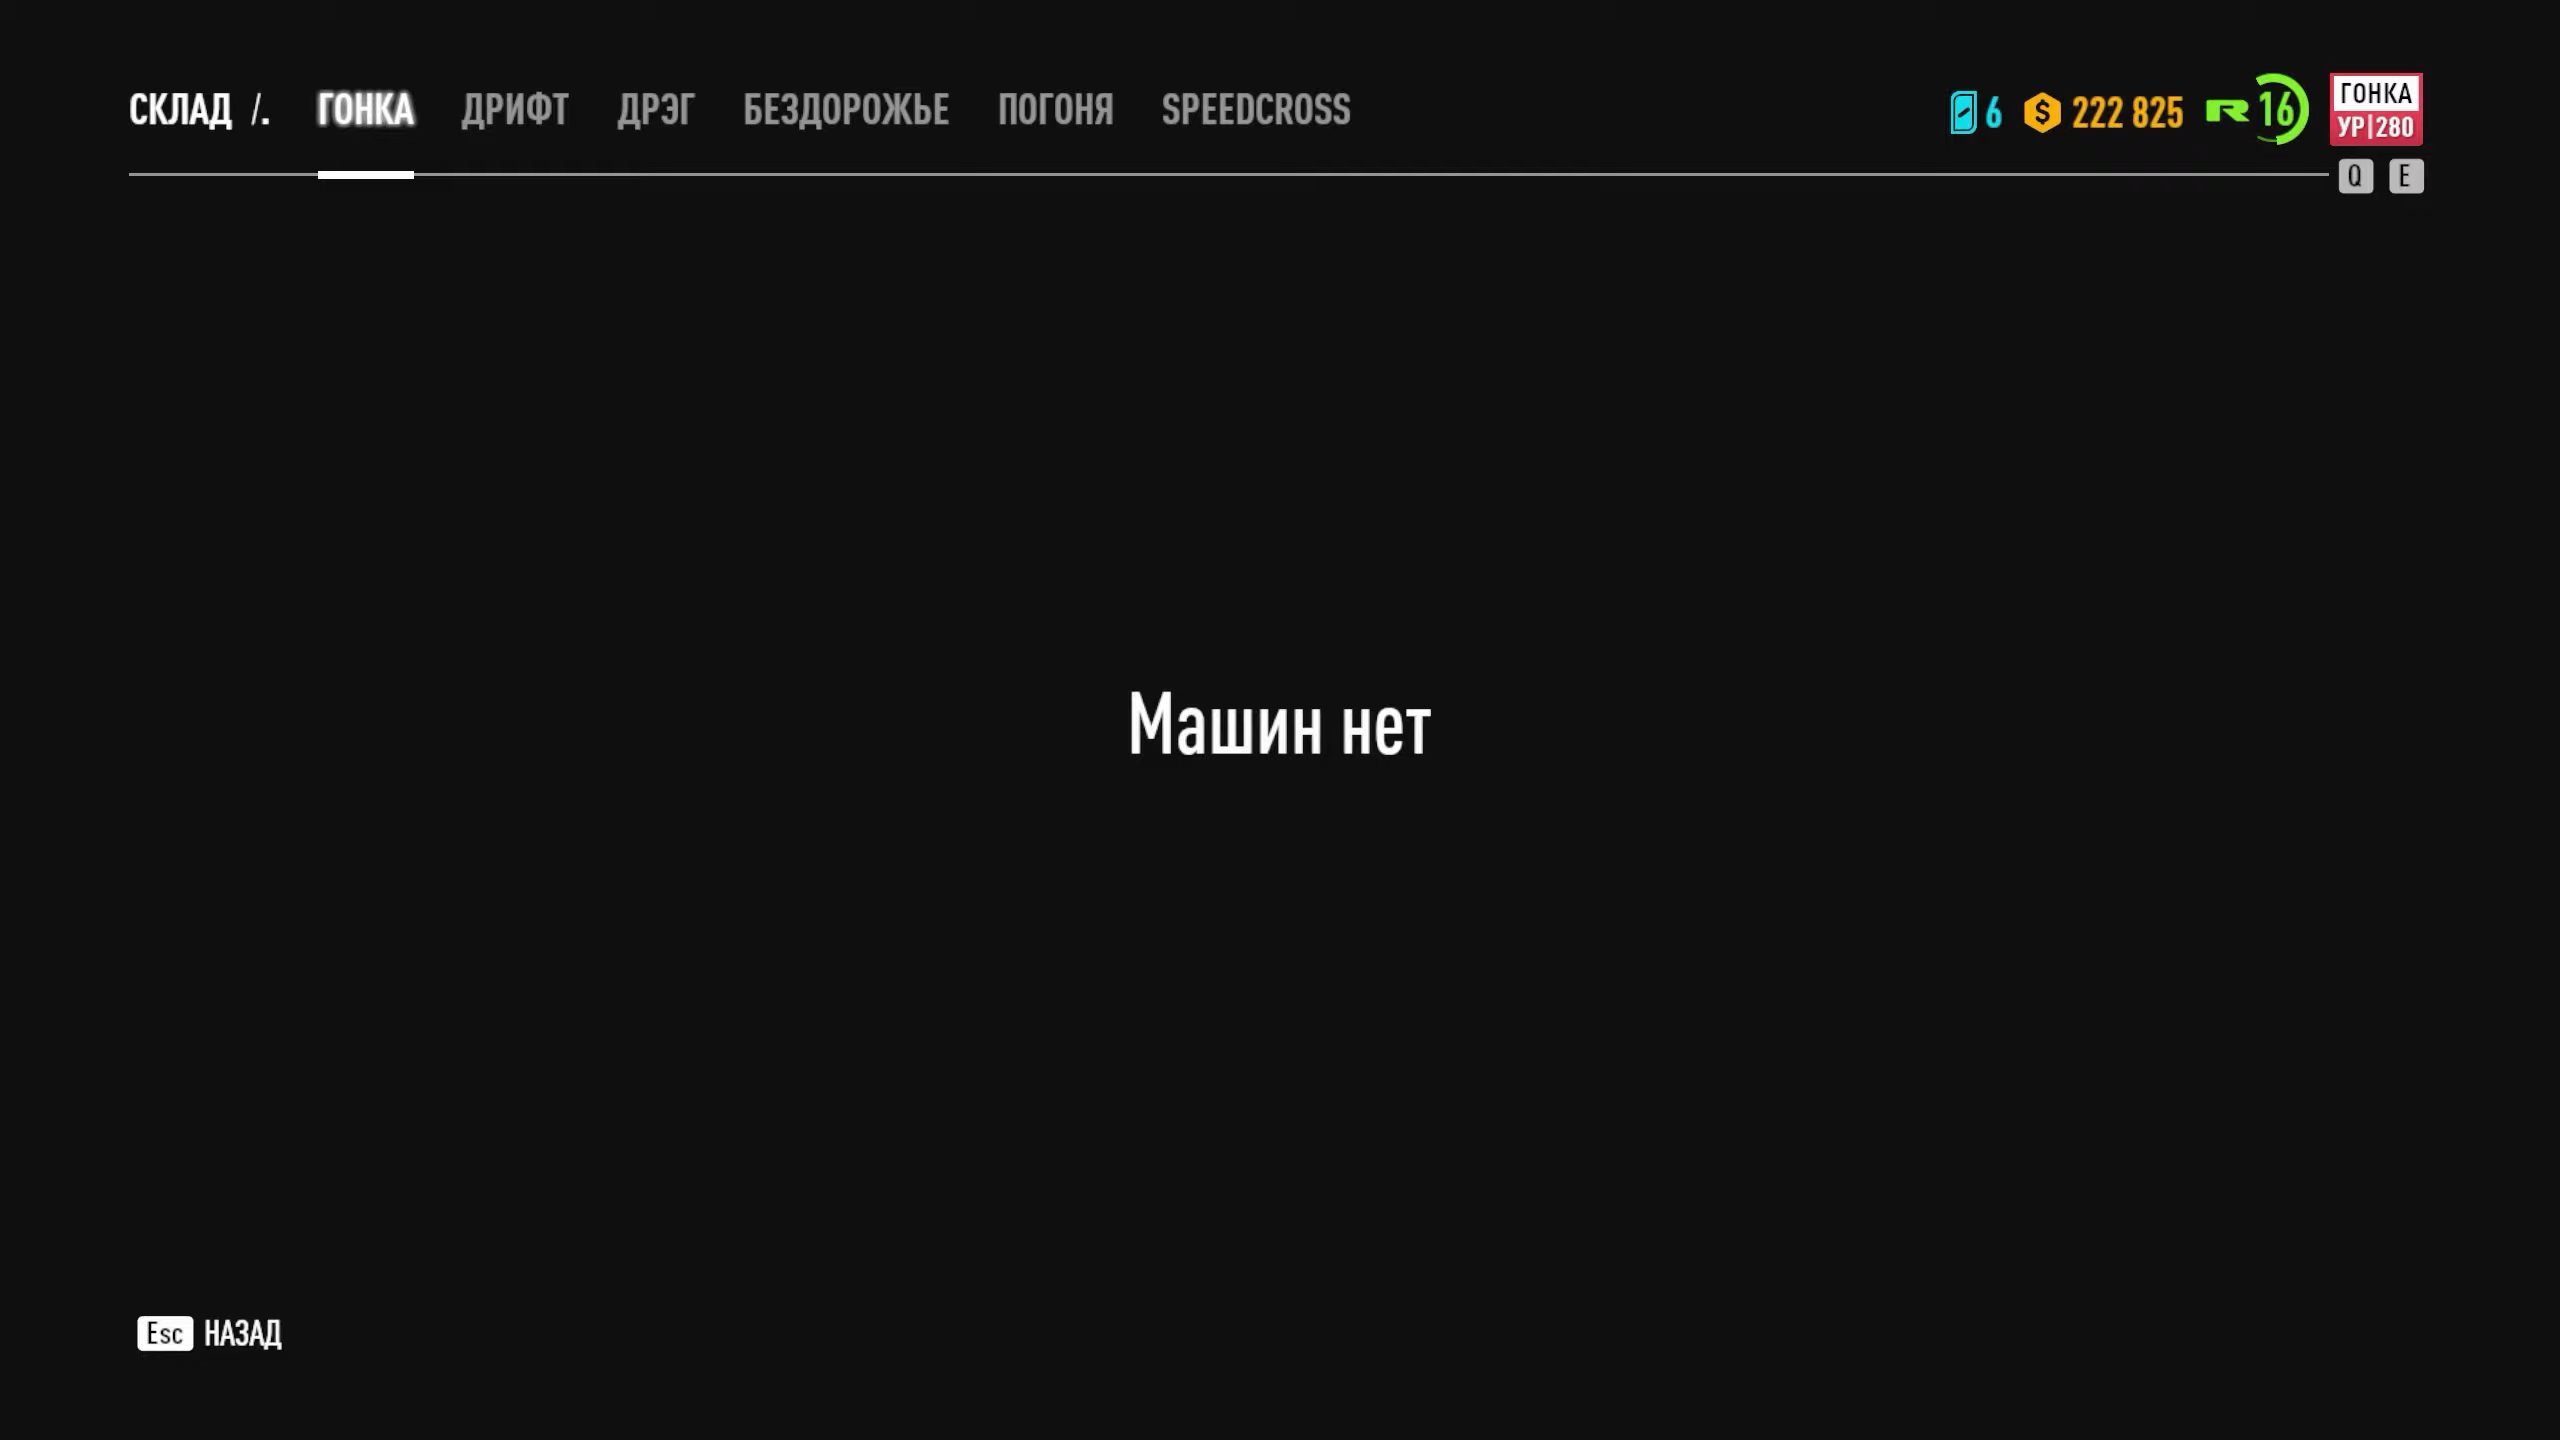 СКЛАД /. ГОНКА ДРИФТ ДРЭГ БЕЗДОРОЖЬЕ ПОГОНЯ SPEEDCROSS
6 $ 222 825 R 16 ГОНКА
УР|280
Q E
Машин нет
Esc НАЗАД